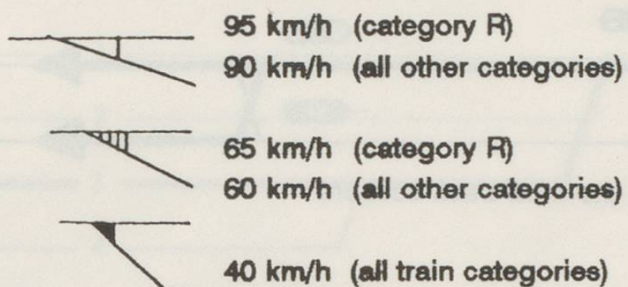 95 km/h (category R)
90 km/h (all other categories)
65 km/h (category R)
60 km/h (all other categories)
40 km/h (all train categories)